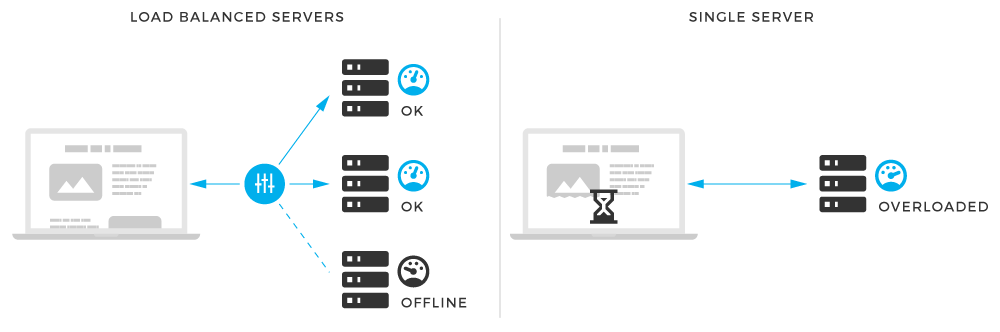 LOAD BALANCED SERVERS
OK
OK
OFFLINE
SINGLE SERVER
OVERLOADED